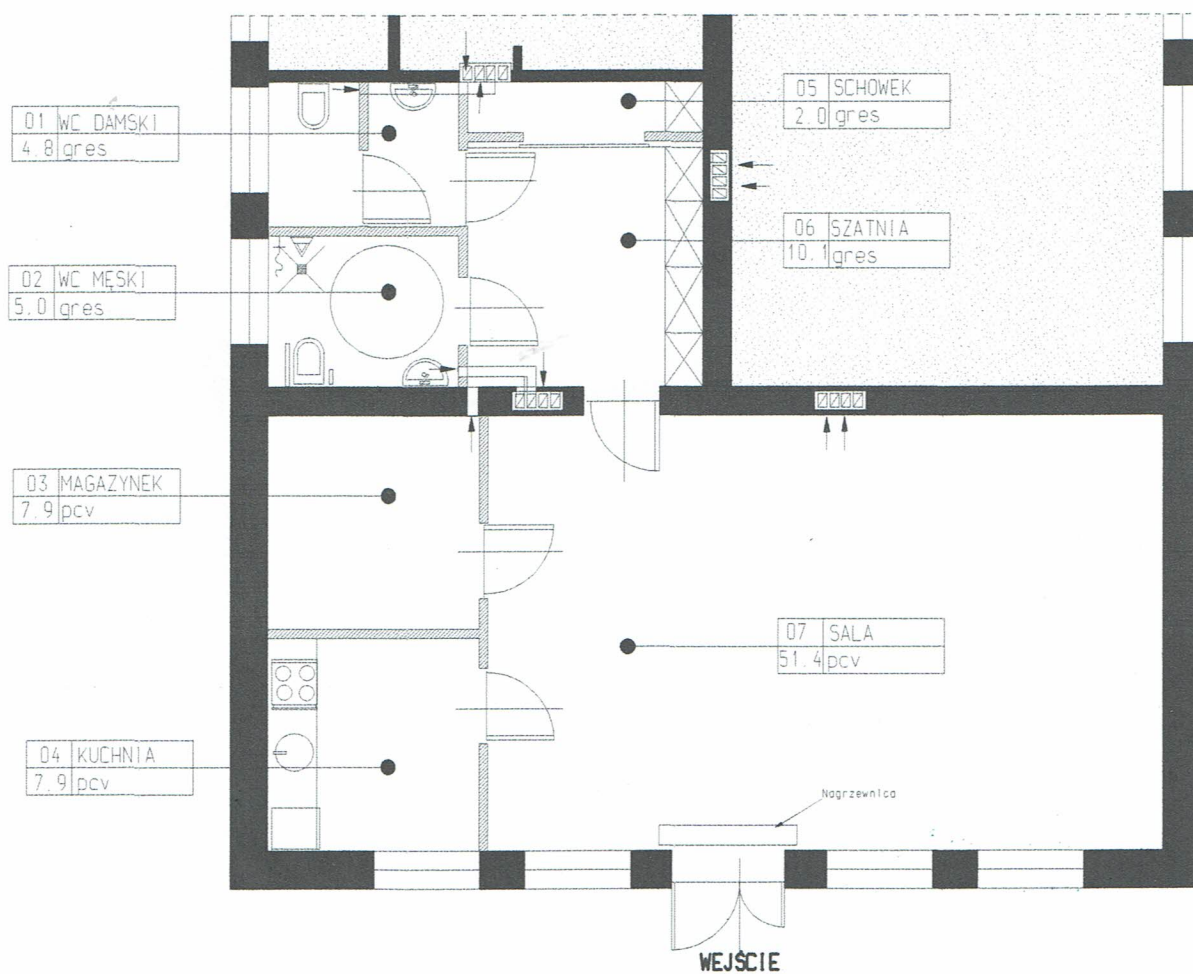 01 WC DAMSKI
4.8 gres
05 SCHOWEK
2.0 gres
02 WC MĘSKI
5.0 gres
06 SZATNIA
10.1 gres
03 MAGAZYNEK
7.9 pcv
07 SALA
51.4 pcv
04 KUCHNIA
7.9 pcv
Nagrzewnica
WEJŚCIE